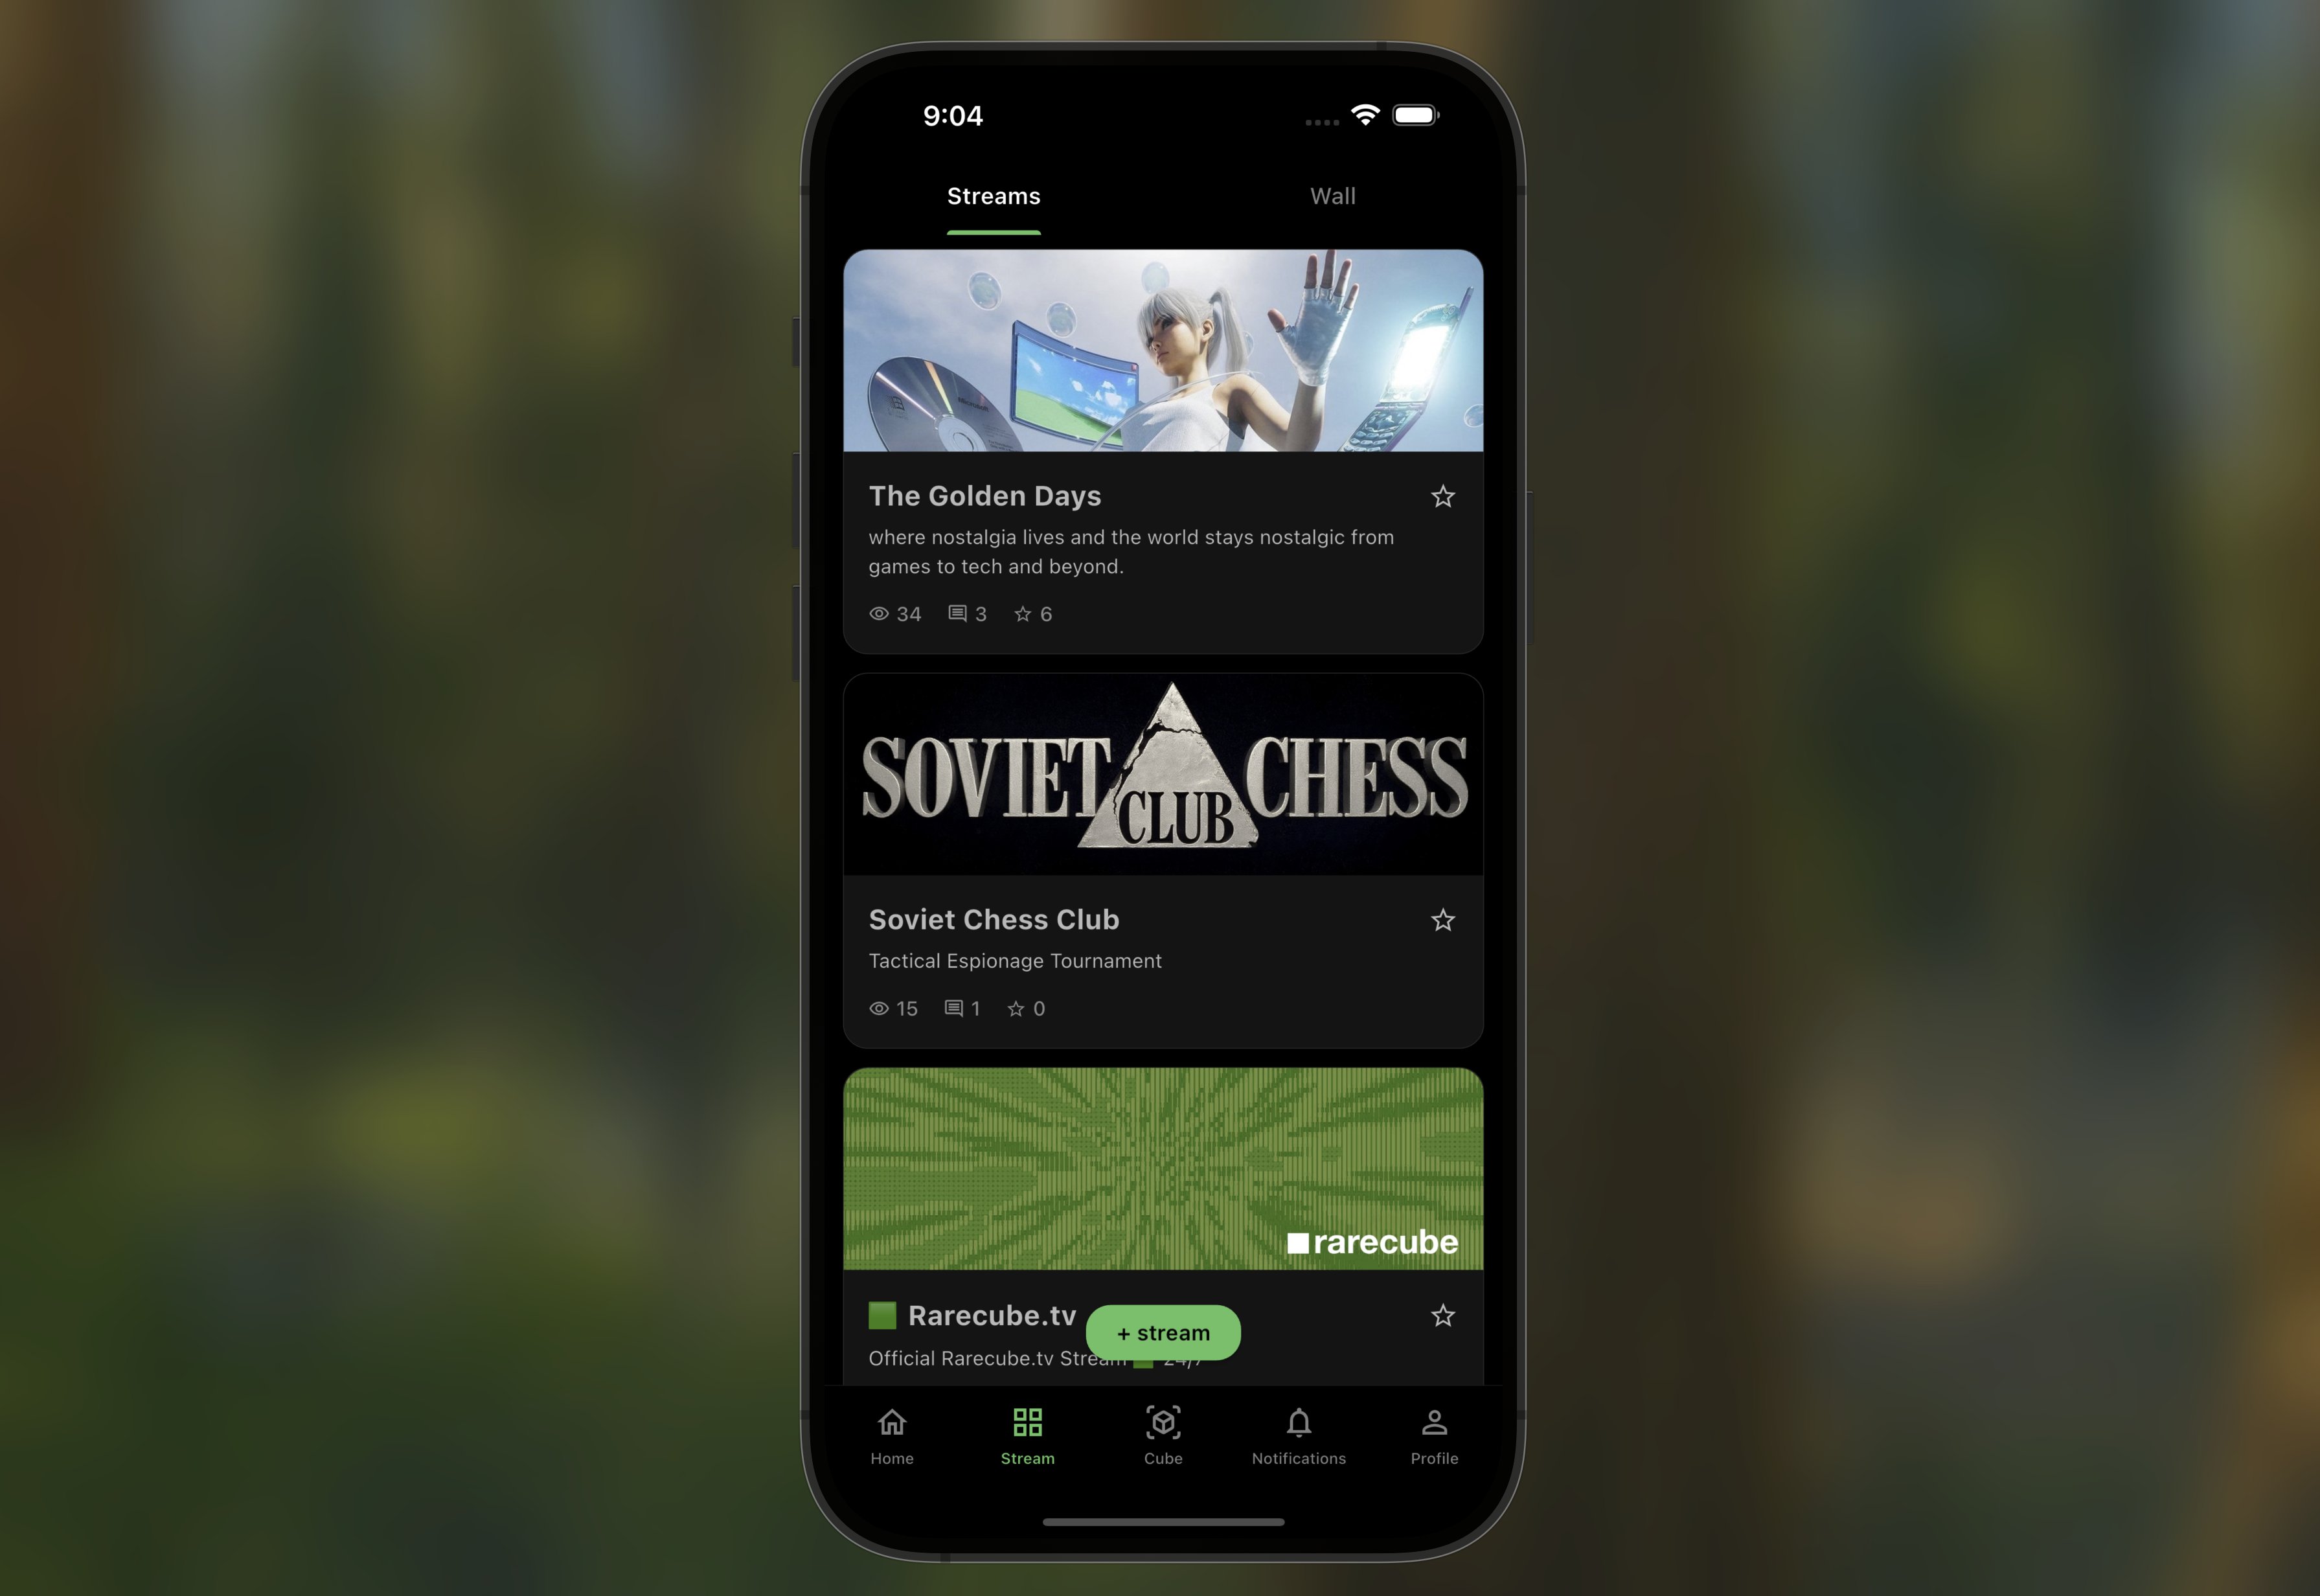 9:04
Streams
Wall
The Golden Days
where nostalgia lives and the world stays nostalgic from
games to tech and beyond.
34 3 6
SOVIET CLUB CHESS
Soviet Chess Club
Tactical Espionage Tournament
15 1 0
rarecube
Rarecube.tv
+ stream
Official Rarecube.tv Stream 🟩 24/7
Home
Stream
Cube
Notifications
Profile